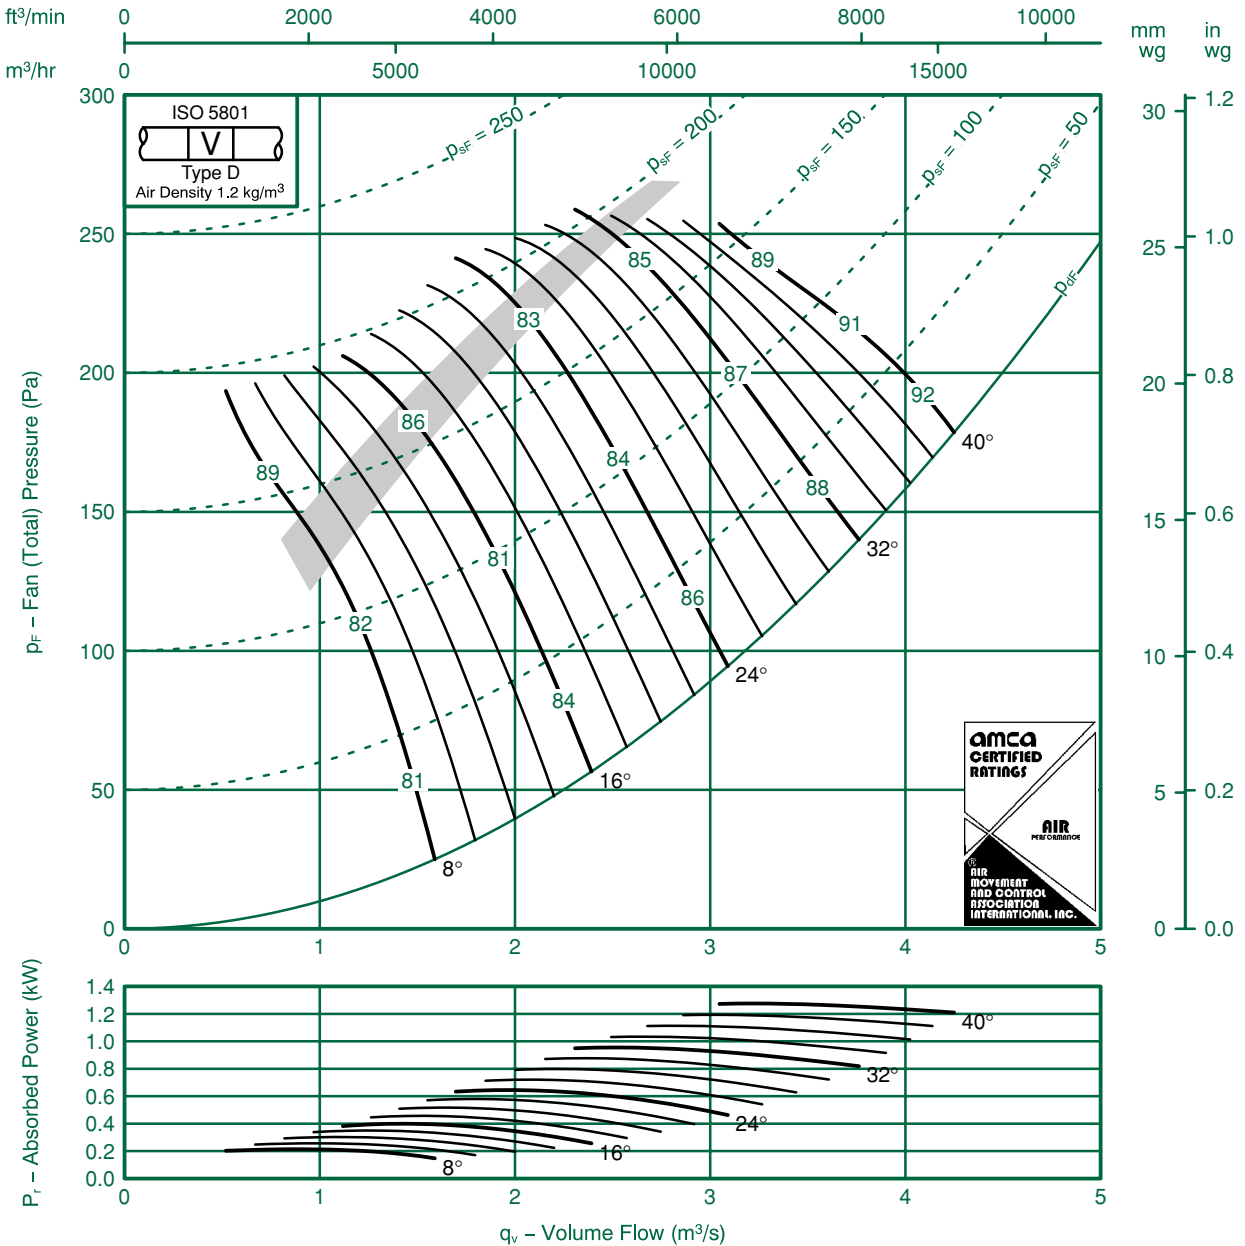 ft³/min 0 2000 4000 6000 8000 10000
m³/hr 0 5000 10000 15000
mm wg
in wg
ISO 5801
V
Type D
Air Density 1.2 kg/m³
pF – Fan (Total) Pressure (Pa)
300
250
200
150
100
50
0
0 1 2 3 4 5
30
25
20
15
10
5
0
1.2
1.0
0.8
0.6
0.4
0.2
0.0
psF = 250
psF = 200
psF = 150
psF = 100
psF = 50
pdF
85
89
83
91
87
92
86
89
84
88
81
86
82
84
81
40°
32°
24°
16°
8°
amca
CERTIFIED
RATINGS
AIR
PERFORMANCE
®
AIR
MOVEMENT
AND CONTROL
ASSOCIATION
INTERNATIONAL, INC.
Pr – Absorbed Power (kW)
1.4
1.2
1.0
0.8
0.6
0.4
0.2
0.0
40°
32°
24°
16°
8°
0 1 2 3 4 5
qv – Volume Flow (m³/s)